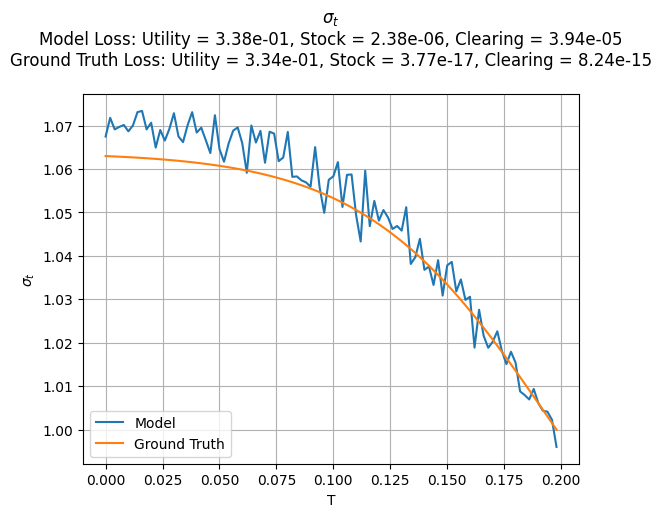 σt
Model Loss: Utility = 3.38e-01, Stock = 2.38e-06, Clearing = 3.94e-05
Ground Truth Loss: Utility = 3.34e-01, Stock = 3.77e-17, Clearing = 8.24e-15
1.07
1.06
1.05
1.04
1.03
1.02
1.01
1.00
σt
Model
Ground Truth
0.000 0.025 0.050 0.075 0.100 0.125 0.150 0.175 0.200
T